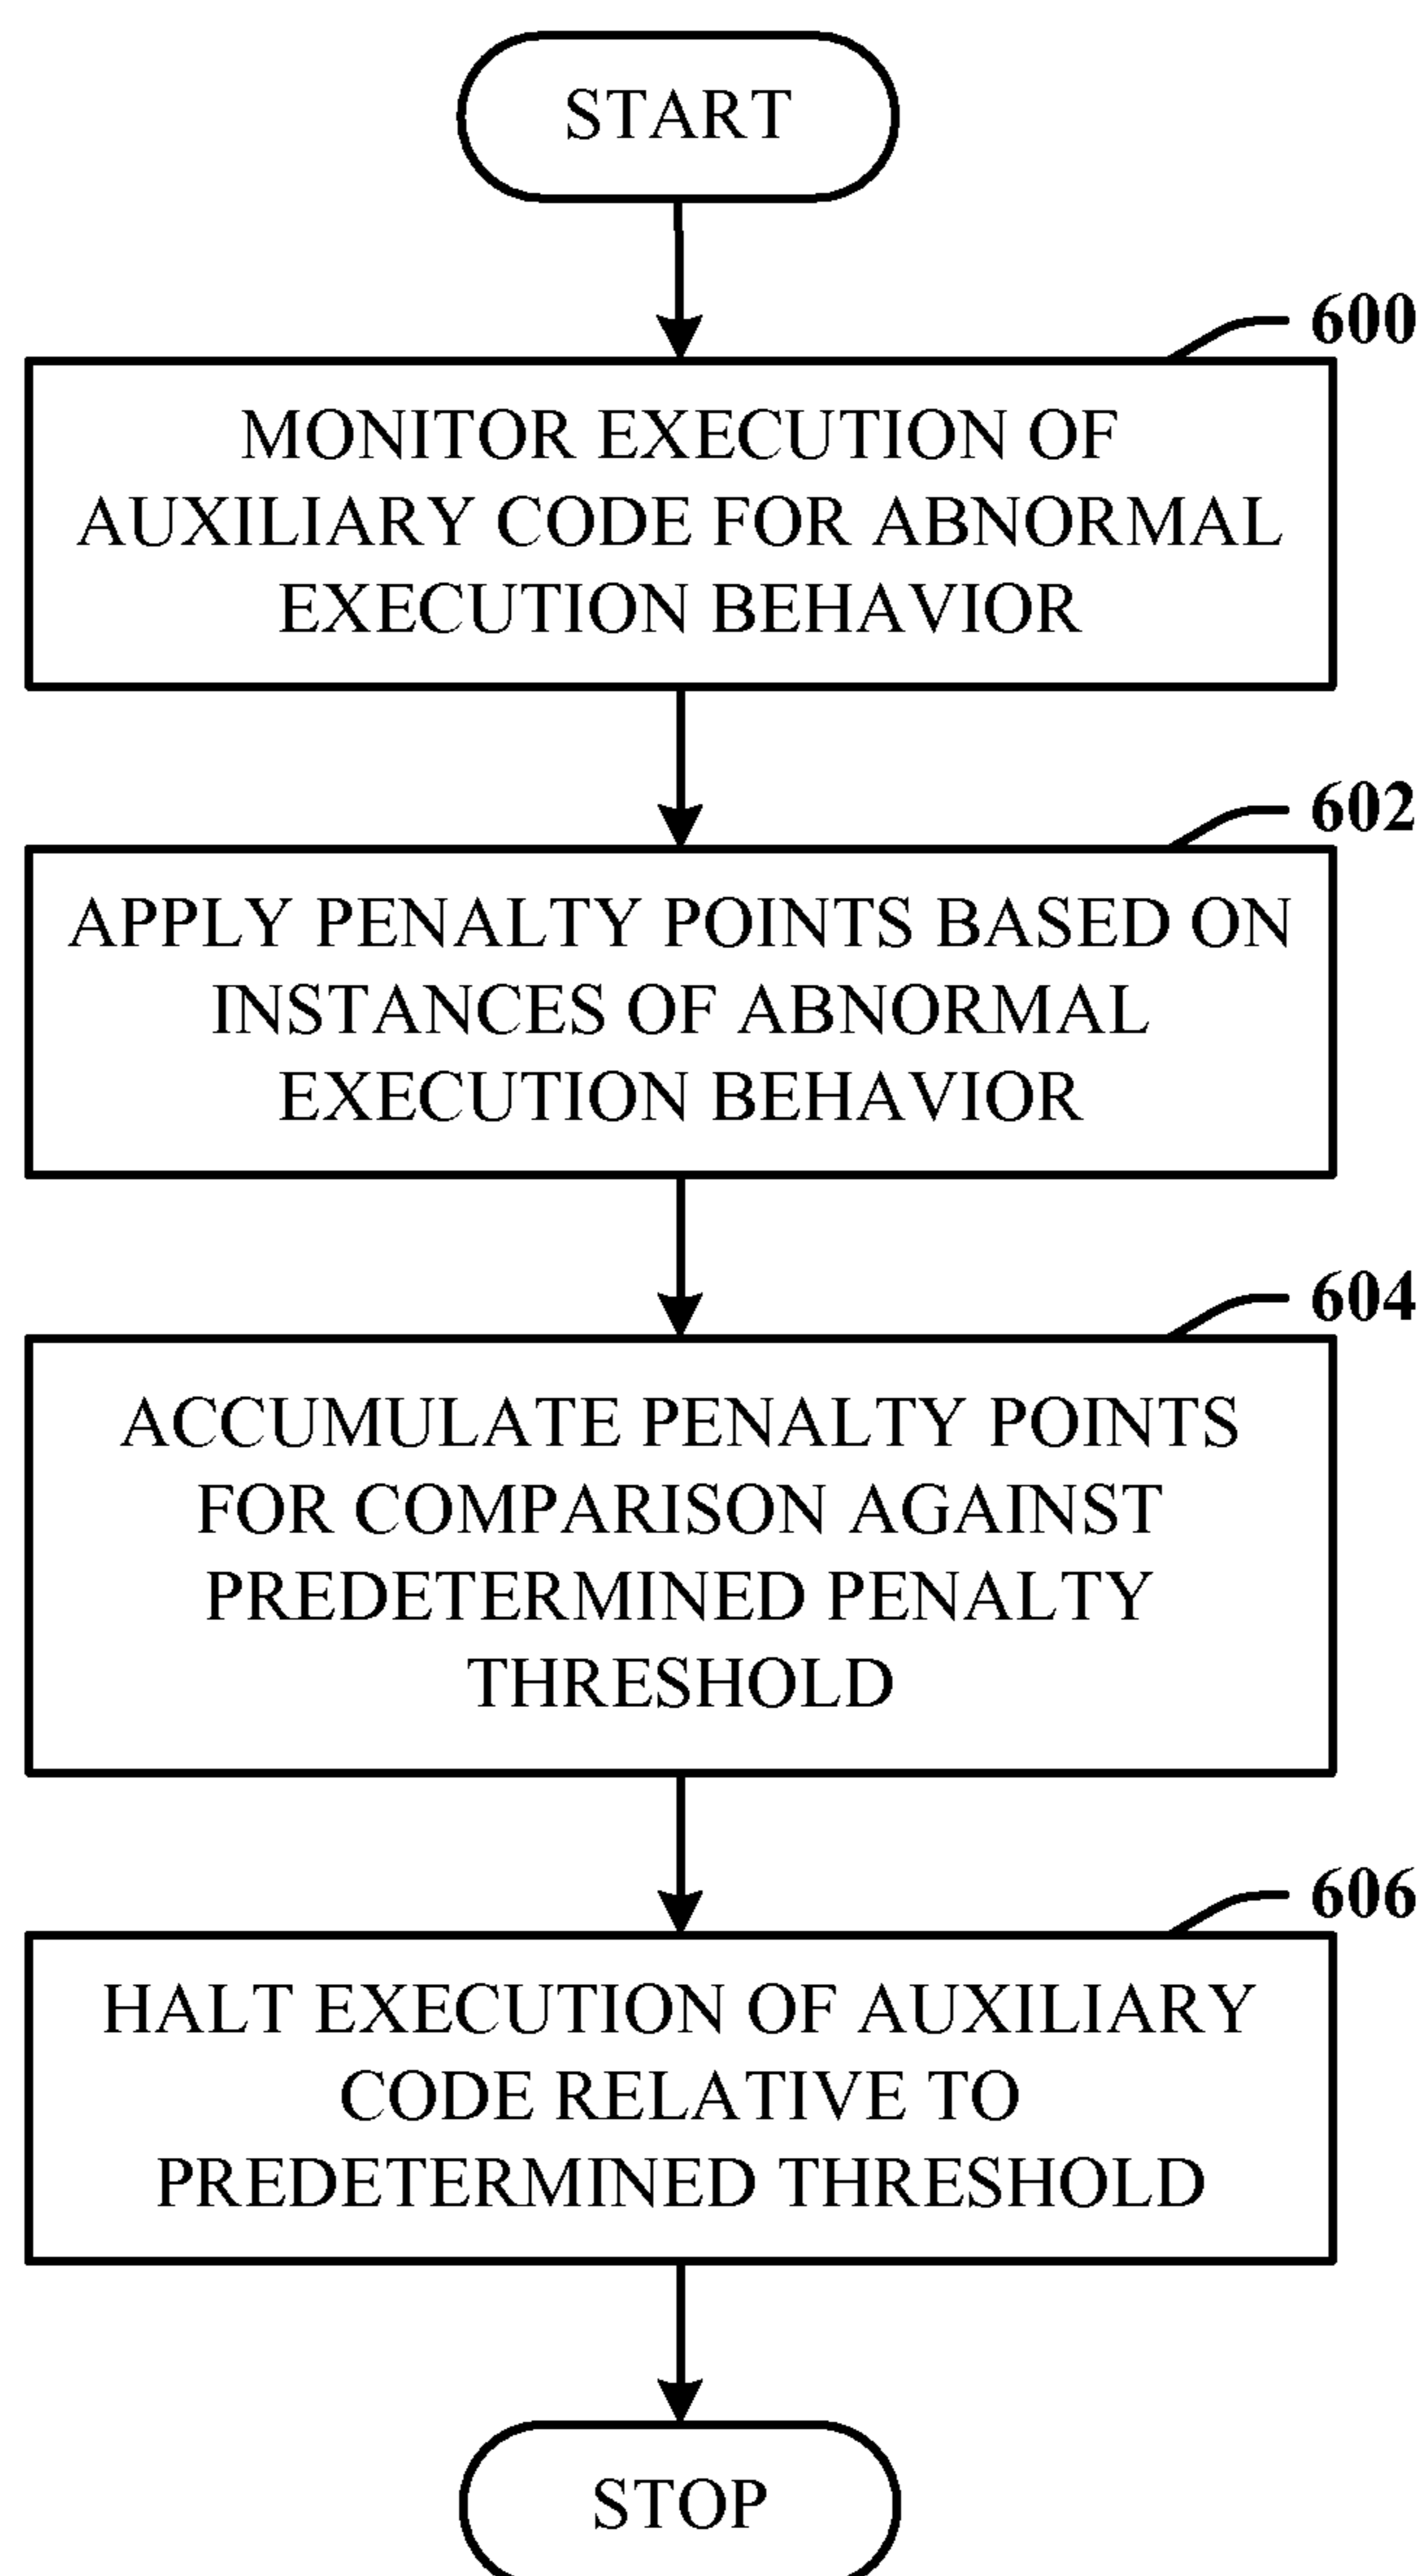 START
600
MONITOR EXECUTION OF
AUXILIARY CODE FOR ABNORMAL
EXECUTION BEHAVIOR
602
APPLY PENALTY POINTS BASED ON
INSTANCES OF ABNORMAL
EXECUTION BEHAVIOR
604
ACCUMULATE PENALTY POINTS
FOR COMPARISON AGAINST
PREDETERMINED PENALTY
THRESHOLD
606
HALT EXECUTION OF AUXILIARY
CODE RELATIVE TO
PREDETERMINED THRESHOLD
STOP